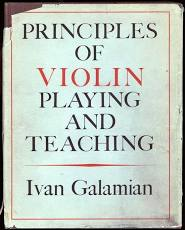 PRINCIPLES
OF
VIOLIN
PLAYING
AND
TEACHING
Ivan Galamian